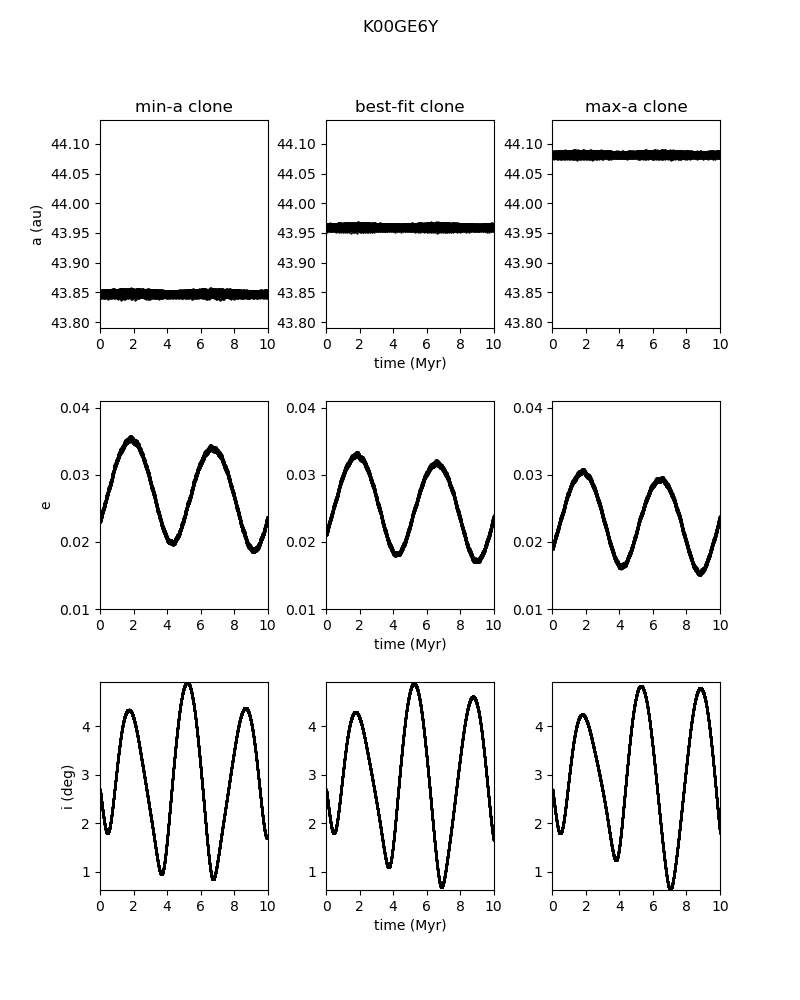 K00GE6Y
min-a clone best-fit clone max-a clone
44.10 44.10 44.10
44.05 44.05 44.05
44.00 44.00 44.00
43.95 43.95 43.95
43.90 43.90 43.90
43.85 43.85 43.85
43.80 43.80 43.80
a (au)
0 2 4 6 8 10 0 2 4 6 8 10 0 2 4 6 8 10
time (Myr)
0.04 0.04 0.04
0.03 0.03 0.03
0.02 0.02 0.02
0.01 0.01 0.01
e
0 2 4 6 8 10 0 2 4 6 8 10 0 2 4 6 8 10
time (Myr)
4 4 4
3 3 3
2 2 2
1 1 1
i (deg)
0 2 4 6 8 10 0 2 4 6 8 10 0 2 4 6 8 10
time (Myr)